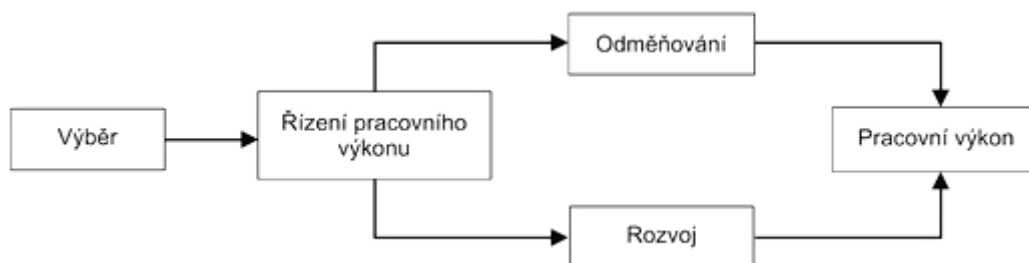 Odměňování
Výběr
Řízení pracovního
výkonu
Pracovní výkon
Rozvoj